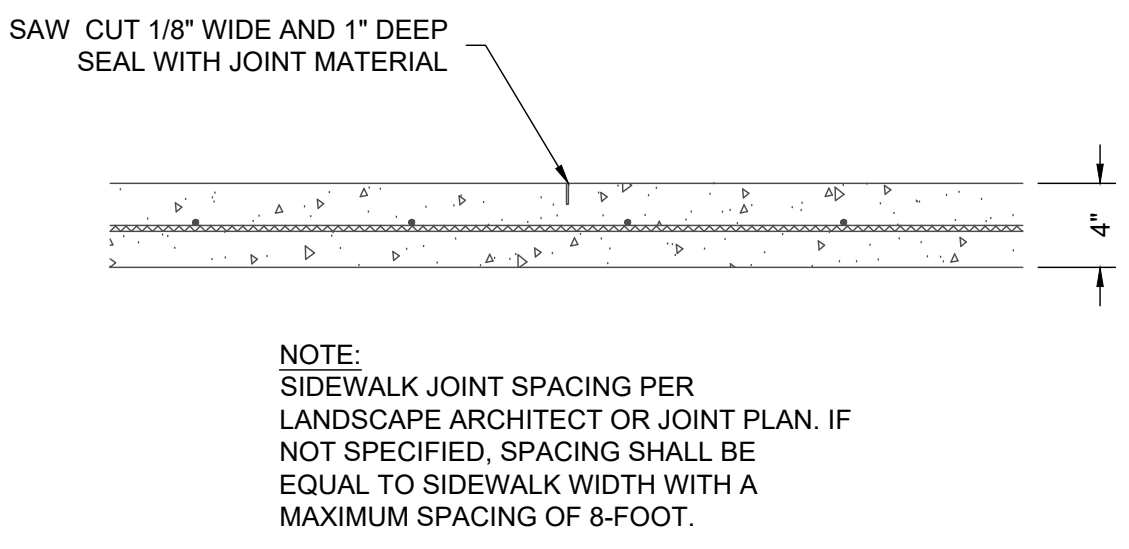 SAW CUT 1/8" WIDE AND 1" DEEP
SEAL WITH JOINT MATERIAL
4"
NOTE:
SIDEWALK JOINT SPACING PER
LANDSCAPE ARCHITECT OR JOINT PLAN. IF
NOT SPECIFIED, SPACING SHALL BE
EQUAL TO SIDEWALK WIDTH WITH A
MAXIMUM SPACING OF 8-FOOT.